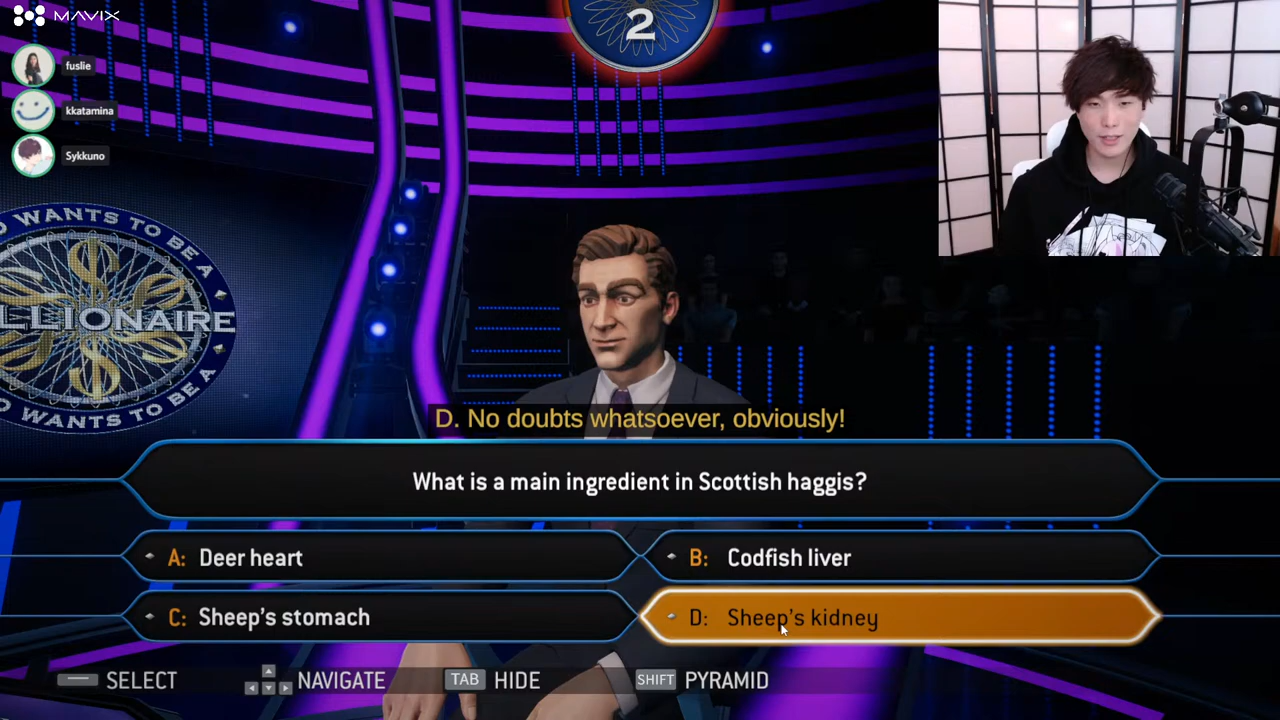 MAVIX
2
fuslie
kkatamina
Sykkuno
WANTS TO BE A
LLIONAIRE
WANTS TO BE A
D. No doubts whatsoever, obviously!
What is a main ingredient in Scottish haggis?
A: Deer heart
B: Codfish liver
C: Sheep's stomach
D: Sheep's kidney
SELECT
NAVIGATE
TAB HIDE
SHIFT PYRAMID